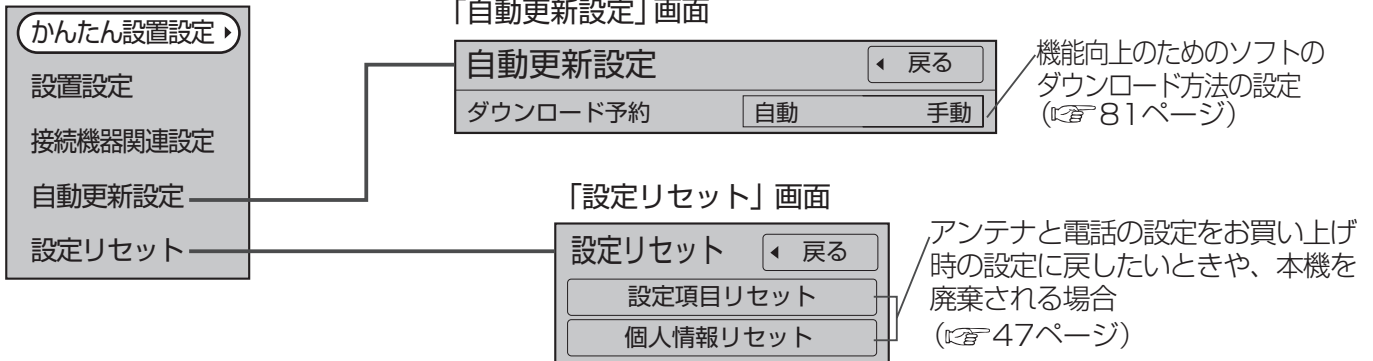 かんたん設置設定
設置設定
接続機器関連設定
自動更新設定
設定リセット
「自動更新設定」画面
自動更新設定 戻る
ダウンロード予約 自動 手動
機能向上のためのソフトの
ダウンロード方法の設定
(☞81ページ)
「設定リセット」画面
設定リセット 戻る
設定項目リセット
個人情報リセット
アンテナと電話の設定をお買い上げ
時の設定に戻したいときや、本機を
廃棄される場合
(☞47ページ)